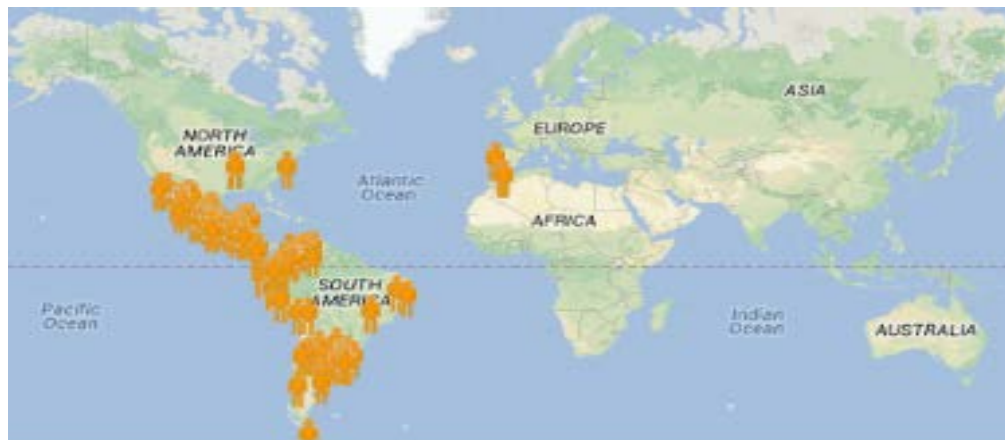 ASIA
EUROPE
NORTH
AMERICA
Atlantic
Ocean
AFRICA
SOUTH
AMERICA
Pacific
Ocean
Indian
Ocean
AUSTRALIA